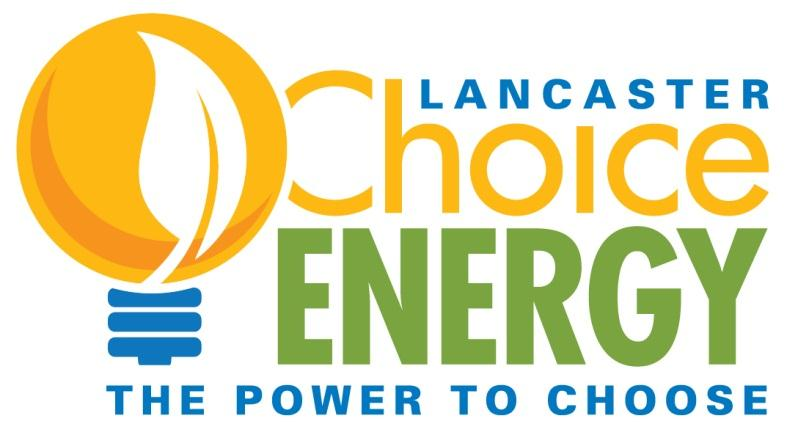 LANCASTER
Choice
ENERGY
THE POWER TO CHOOSE